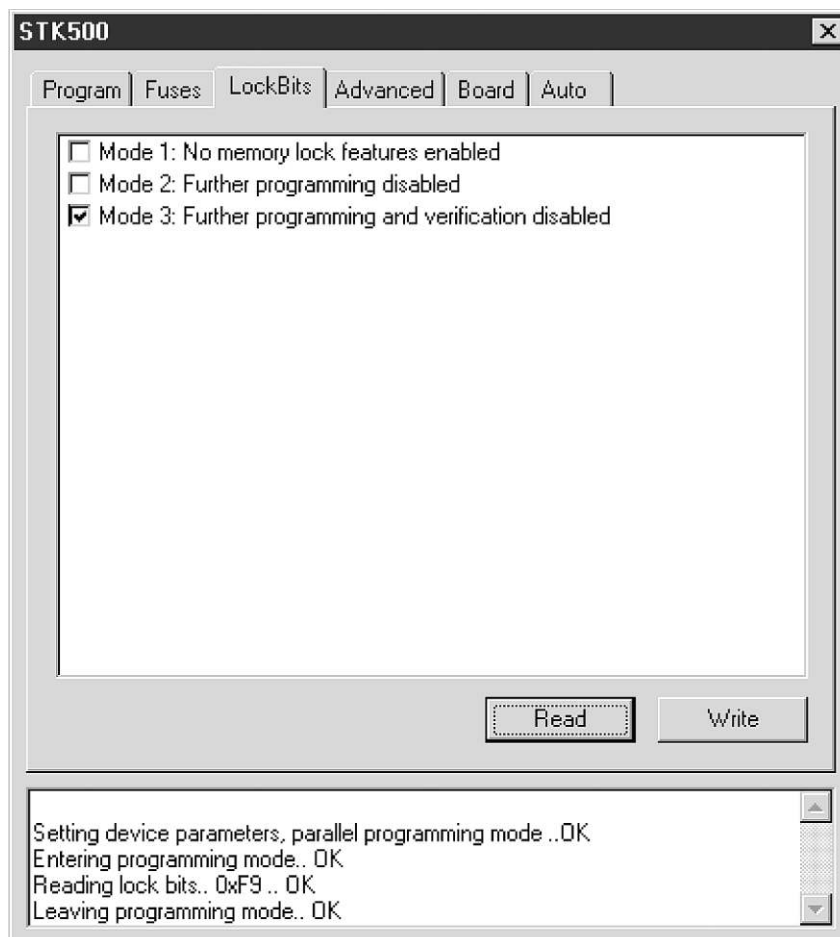 STK500
Program Fuses LockBits Advanced Board Auto
Mode 1: No memory lock features enabled
Mode 2: Further programming disabled
Mode 3: Further programming and verification disabled
Read Write
Setting device parameters, parallel programming mode ..OK
Entering programming mode.. OK
Reading lock bits.. 0xF9 .. OK
Leaving programming mode.. OK